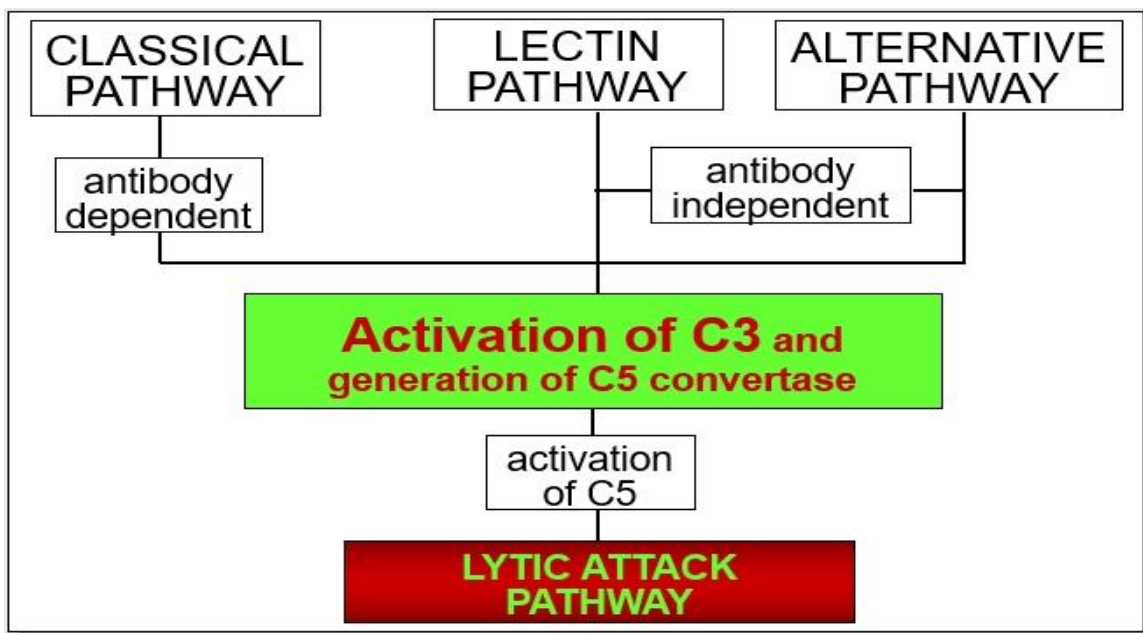 CLASSICAL
PATHWAY
LECTIN
PATHWAY
ALTERNATIVE
PATHWAY
antibody
dependent
antibody
independent
Activation of C3 and
generation of C5 convertase
activation
of C5
LYTIC ATTACK
PATHWAY